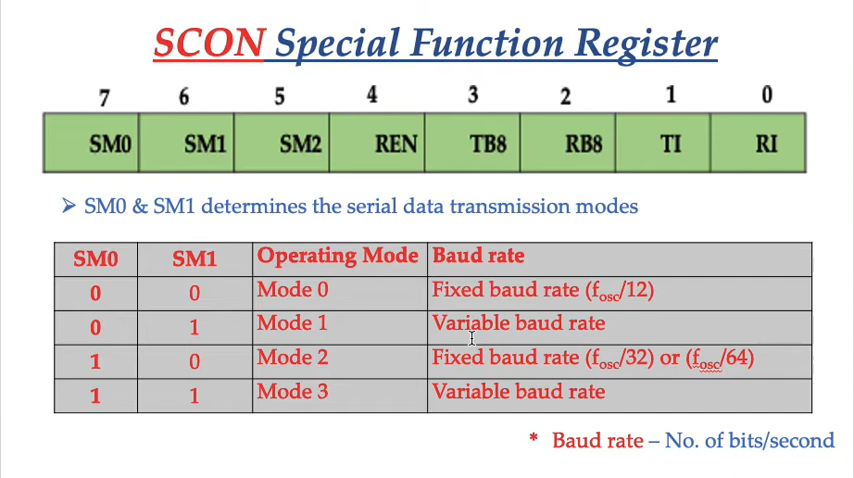 SCON Special Function Register
7 6 5 4 3 2 1 0
SM0 SM1 SM2 REN TB8 RB8 TI RI
➢ SM0 & SM1 determines the serial data transmission modes
SM0 SM1 Operating Mode Baud rate
0 0 Mode 0 Fixed baud rate (fosc/12)
0 1 Mode 1 Variable baud rate
1 0 Mode 2 Fixed baud rate (fosc/32) or (fosc/64)
1 1 Mode 3 Variable baud rate
* Baud rate – No. of bits/second